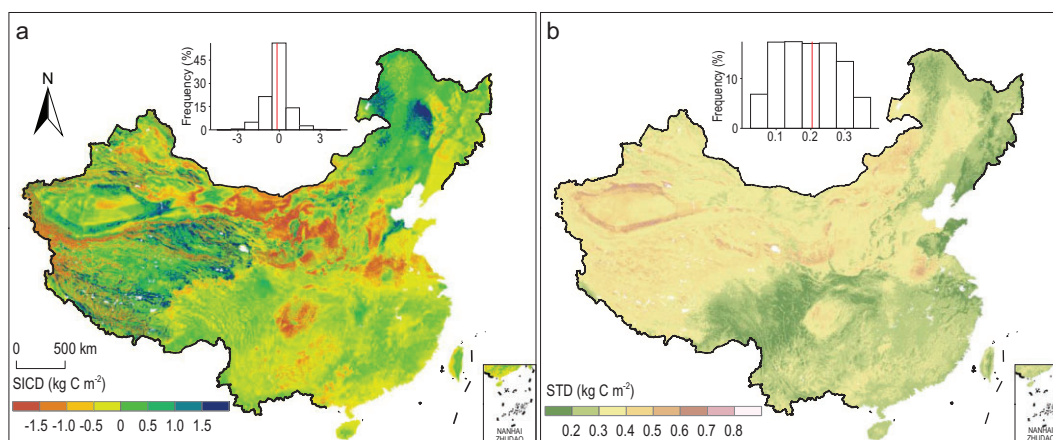 a
Frequency (%)
.45
30
15
0
-3
0
3
N
0
500 km
SICD (kg C m⁻²)
-1.5
-1.0
-0.5
0
0.5
1.0
1.5
NANHAI
ZHUDAO
b
Frequency (%)
10
0
0.1
0.2
0.3
STD (kg C m⁻²)
0.2
0.3
0.4
0.5
0.6
0.7
0.8
NANHAI
ZHUDAO